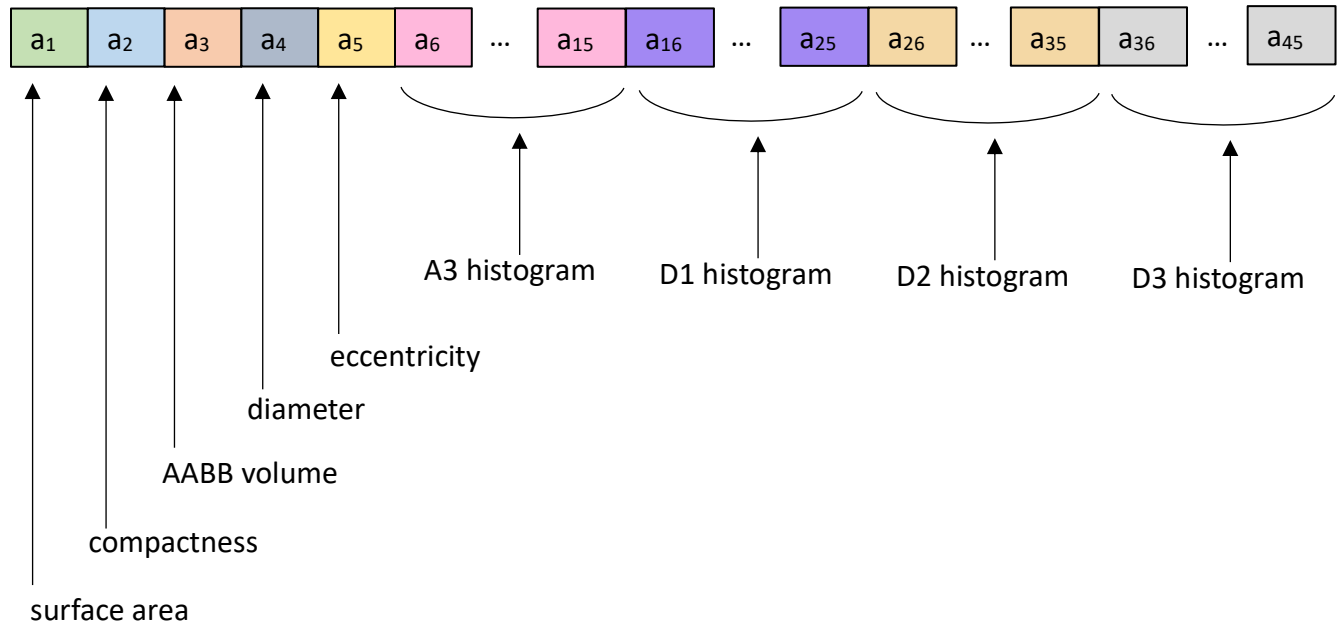 a1 a2 a3 a4 a5 a6 ... a15 a16 ... a25 a26 ... a35 a36 ... a45
A3 histogram
D1 histogram
D2 histogram
D3 histogram
eccentricity
diameter
AABB volume
compactness
surface area